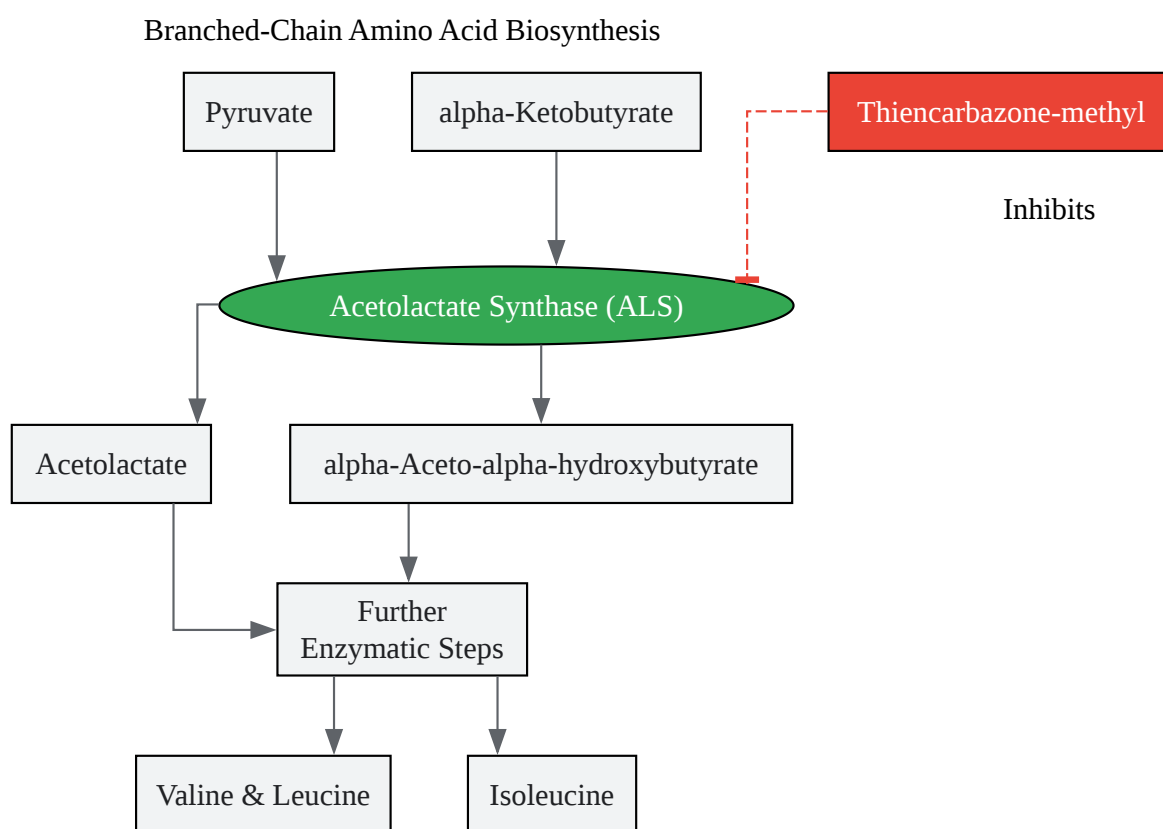 Branched-Chain Amino Acid Biosynthesis
Pyruvate
alpha-Ketobutyrate
Thiencarbazone-methyl
Inhibits
Acetolactate Synthase (ALS)
Acetolactate
alpha-Aceto-alpha-hydroxybutyrate
Further
Enzymatic Steps
Valine & Leucine
Isoleucine